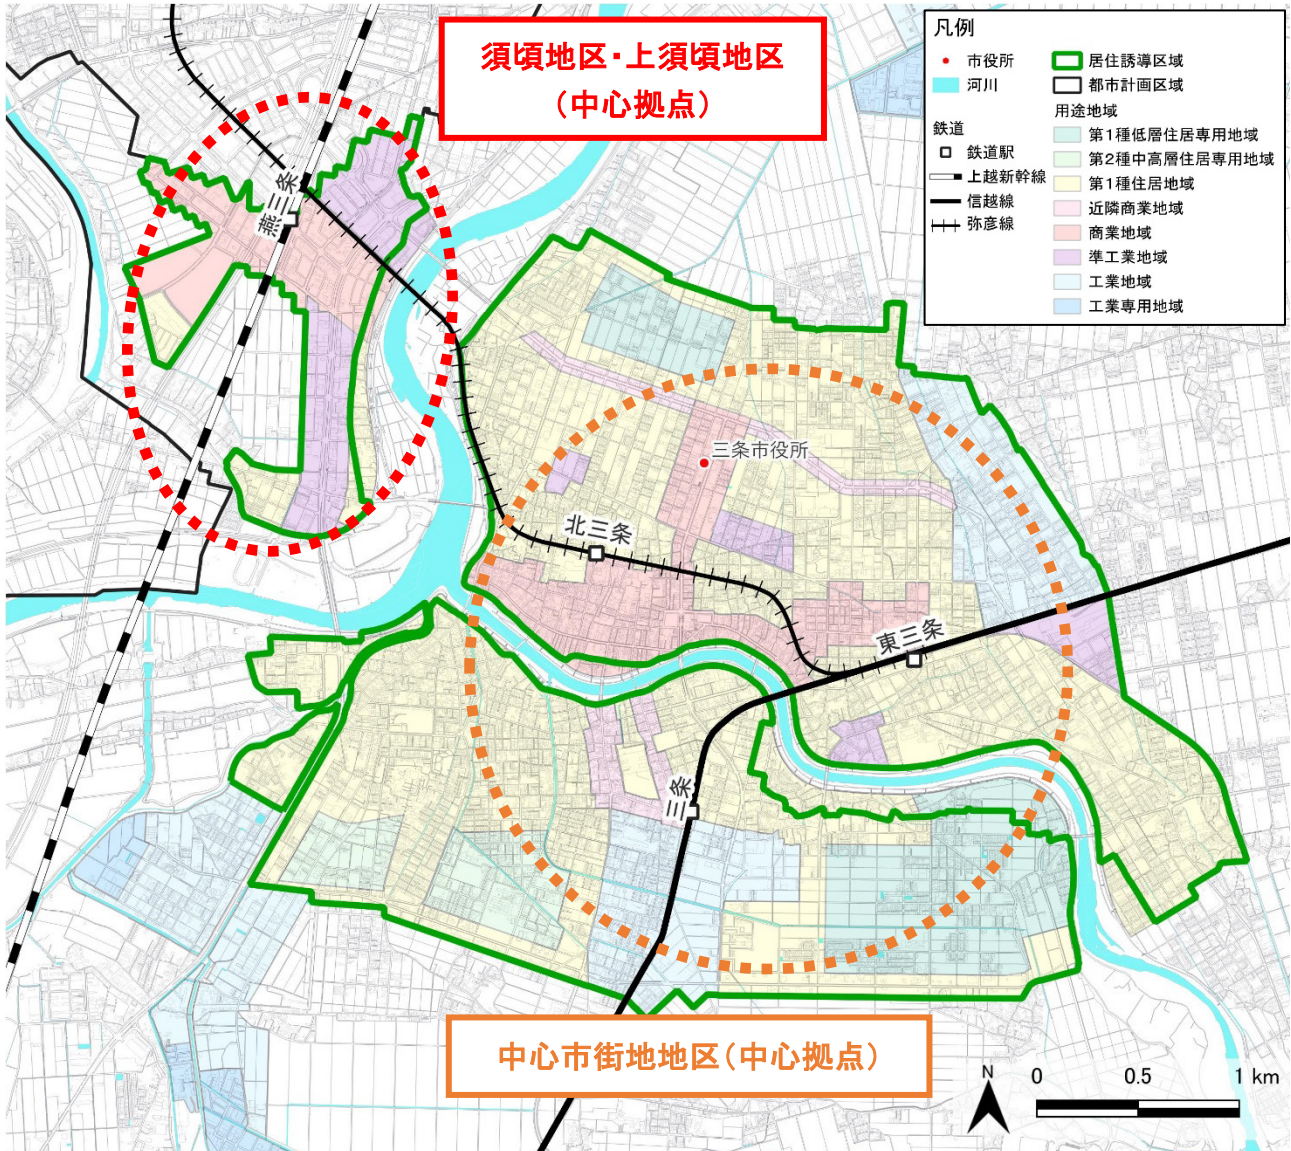 須頃地区・上須頃地区
(中心拠点)
凡例
市役所
河川
鉄道
鉄道駅
上越新幹線
信越線
弥彦線
居住誘導区域
都市計画区域
用途地域
第1種低層住居専用地域
第2種中高層住居専用地域
第1種住居地域
近隣商業地域
商業地域
準工業地域
工業地域
工業専用地域
燕三条
三条市役所
北三条
東三条
三条
中心市街地地区(中心拠点)
N
0 0.5 1 km